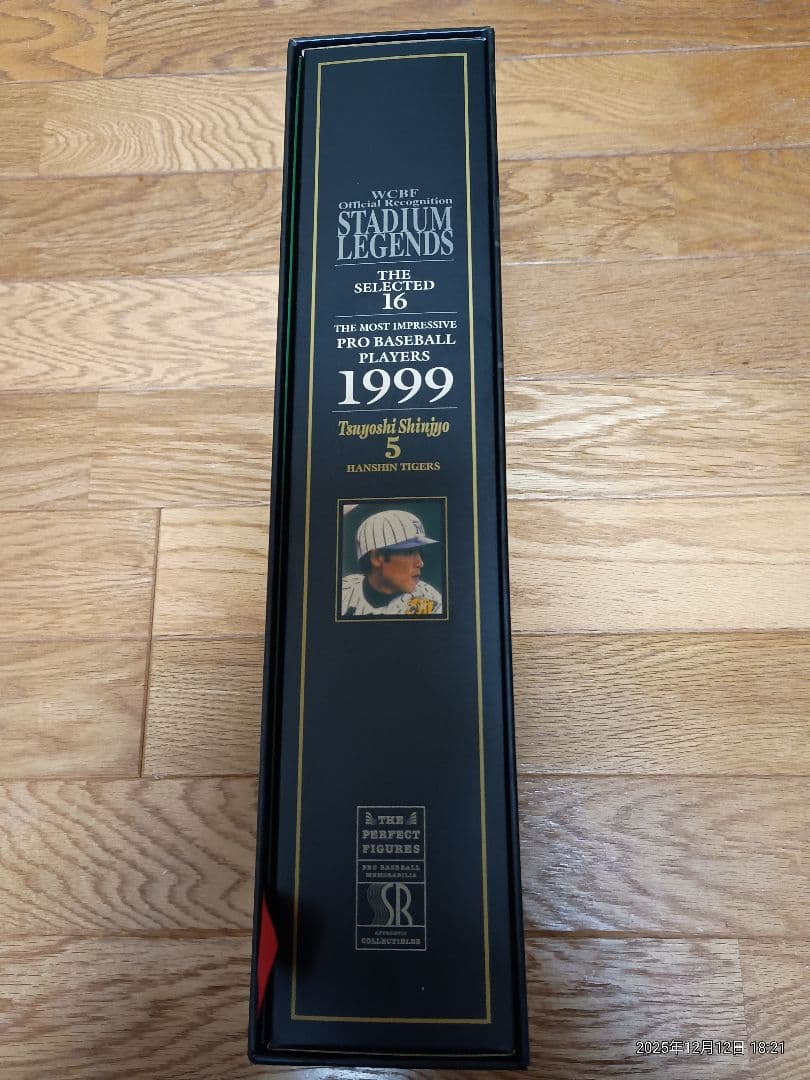 WCBF
Official Recognition
STADIUM
LEGENDS
THE
SELECTED
16
THE MOST IMPRESSIVE
PRO BASEBALL
PLAYERS
1999
Tsuyoshi Shinjyo
5
HANSHIN TIGERS
THE
PERFECT
FIGURES
PRO BASEBALL
MEMORABILIA
SR
AUTHENTIC
COLLECTIBLES
2025年12月12日 18:21